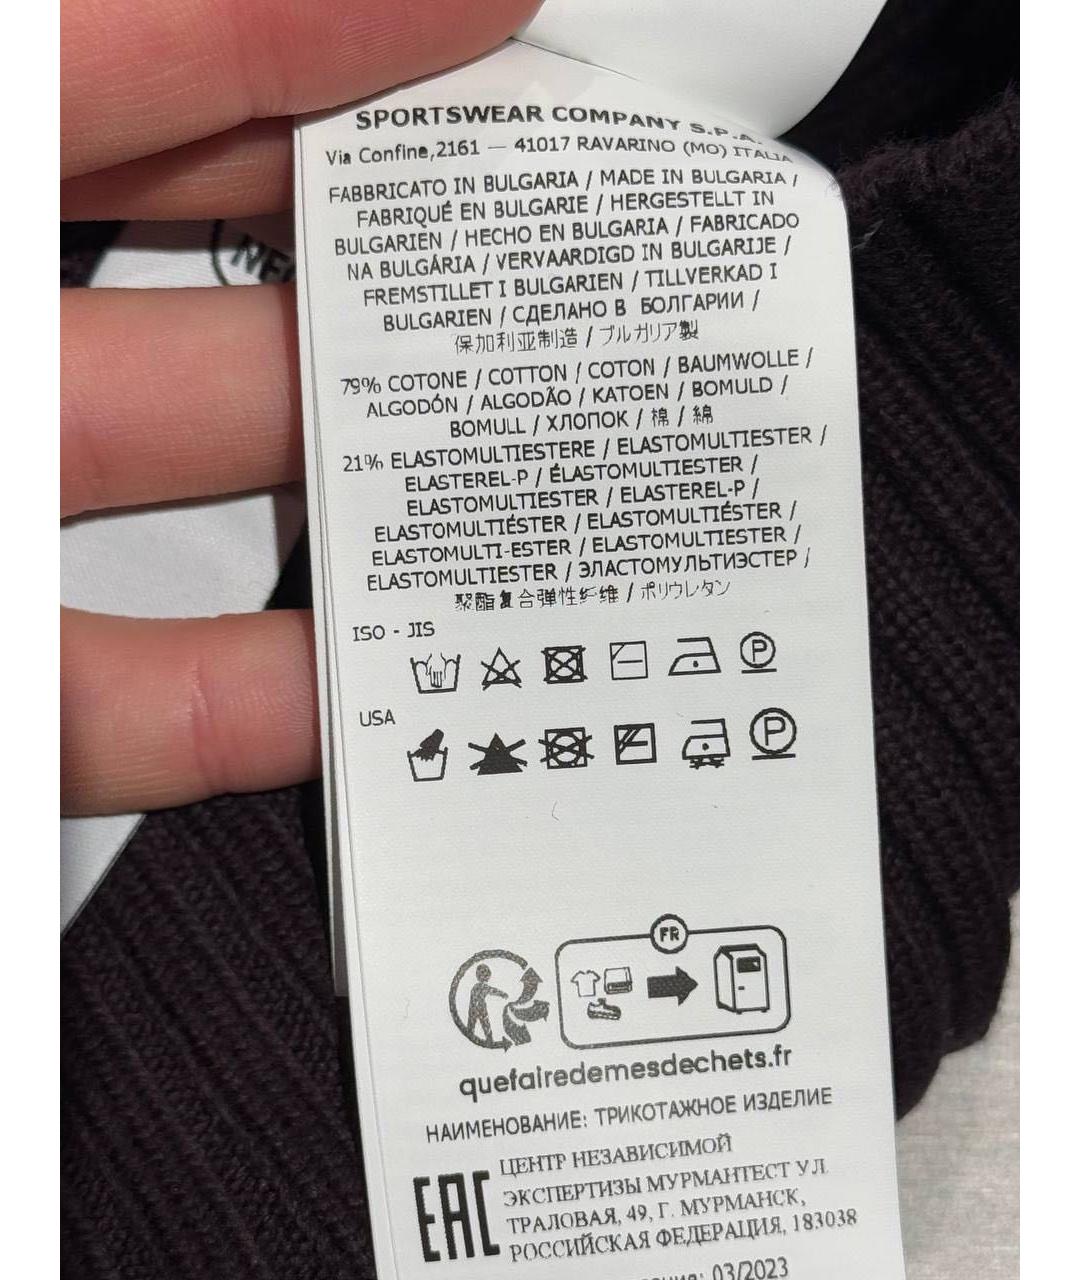 SPORTSWEAR COMPANY S.P.A.
Via Confine,2161 — 41017 RAVARINO (MO) ITALIA
FABBRICATO IN BULGARIA / MADE IN BULGARIA /
FABRIQUÉ EN BULGARIE / HERGESTELLT IN
BULGARIEN / HECHO EN BULGARIA / FABRICADO
NA BULGÁRIA / VERVAARDIGD IN BULGARIJE /
FREMSTILLET I BULGARIEN / TILLVERKAD I
BULGARIEN / СДЕЛАНО В БОЛГАРИИ /
保加利亚制造 / ブルガリア製
79% COTONE / COTTON / COTON / BAUMWOLLE /
ALGODÓN / ALGODÃO / KATOEN / BOMULD /
BOMULL / ХЛОПОК / 棉 / 綿
21% ELASTOMULTIESTERE / ELASTOMULTIESTER /
ELASTEREL-P / ÉLASTOMULTIESTER /
ELASTOMULTIESTER / ELASTEREL-P /
ELASTOMULTIÉSTER / ELASTOMULTIÉSTER /
ELASTOMULTI-ESTER / ELASTOMULTIESTER /
ELASTOMULTIESTER / ЭЛАСТОМУЛЬТИЭСТЕР /
聚酯复合弹性纤维 / ポリウレタン
ISO - JIS
P
USA
P
FR
quefairedemesdechets.fr
НАИМЕНОВАНИЕ: ТРИКОТАЖНОЕ ИЗДЕЛИЕ
EAC
ЦЕНТР НЕЗАВИСИМОЙ
ЭКСПЕРТИЗЫ МУРМАНТЕСТ УЛ.
ТРАЛОВАЯ, 49, Г. МУРМАНСК,
РОССИЙСКАЯ ФЕДЕРАЦИЯ, 183038
03/2023